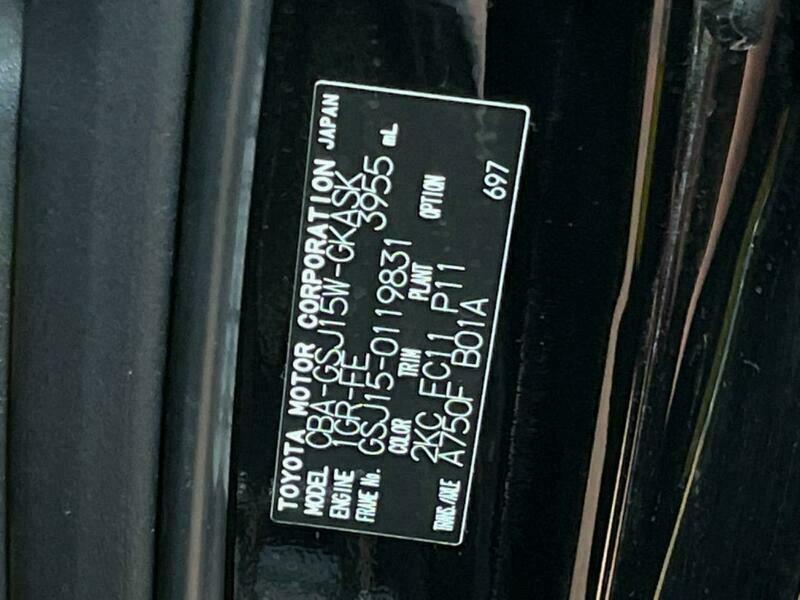 TOYOTA MOTOR CORPORATION JAPAN
MODEL CBA-GSJ15W-GKASK
ENGINE 1GR-FE 3955 mL
FRAME No. GSJ15-0119831
COLOR TRIM PLANT OPTION
2KC FC11 P11
TRANS./AXLE A750F B01A
697